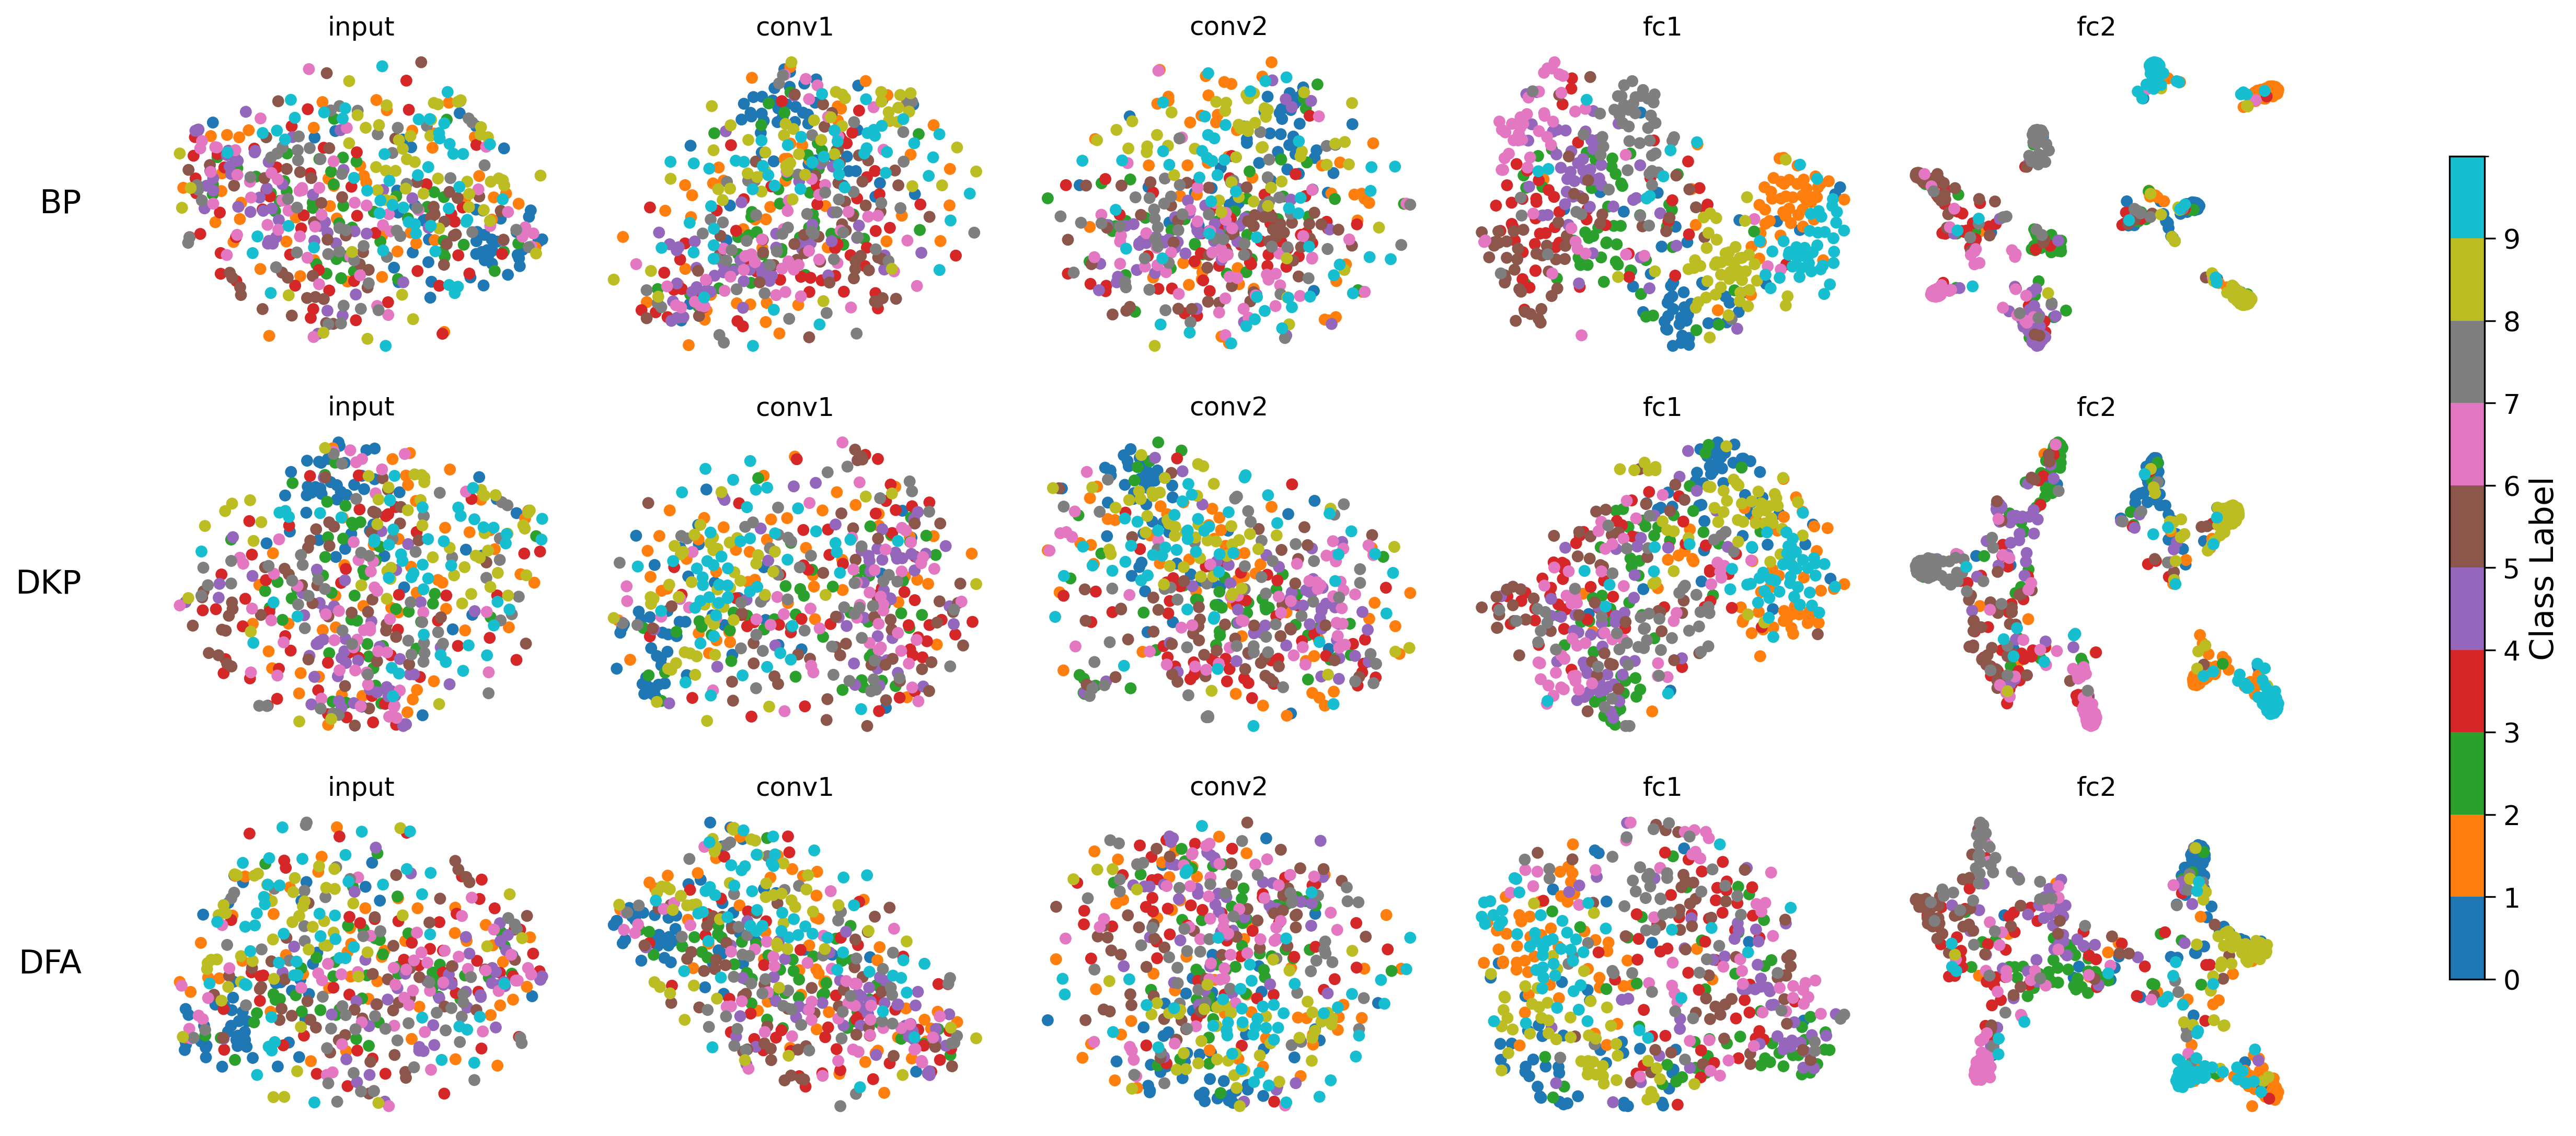 input conv1 conv2 fc1 fc2
BP
input conv1 conv2 fc1 fc2
DKP
input conv1 conv2 fc1 fc2
DFA
9
8
7
6
5
4
3
2
1
0
Class Label